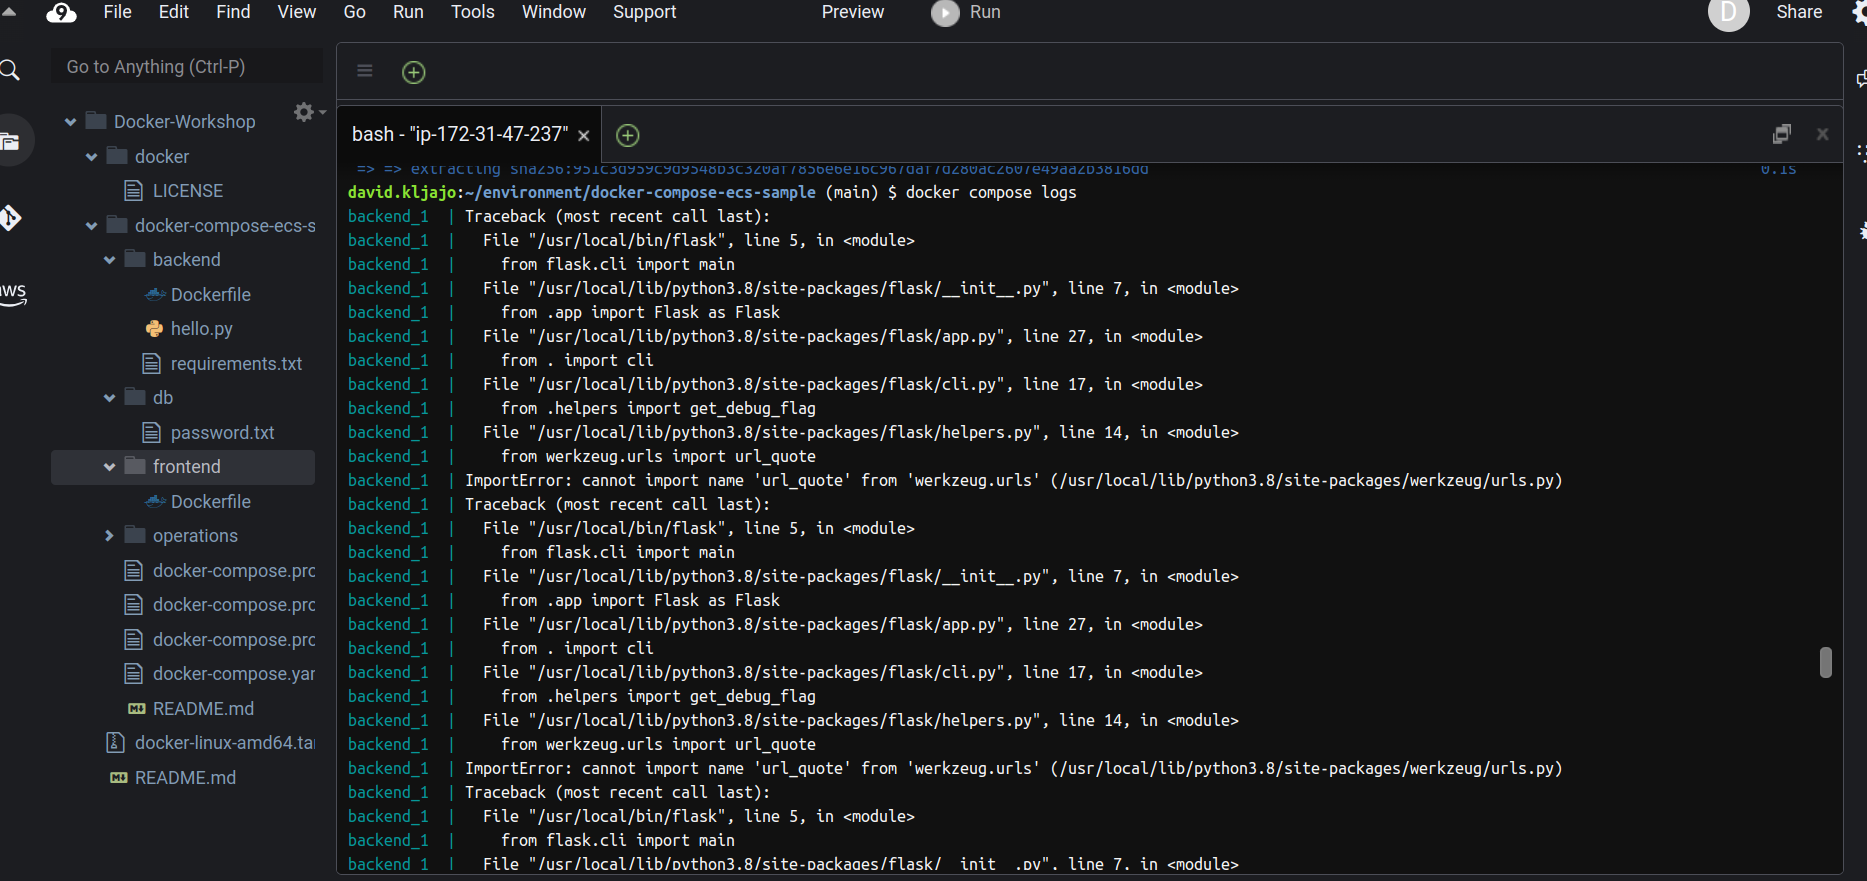 File Edit Find View Go Run Tools Window Support Preview Run D Share
9
Go to Anything (Ctrl-P)
aws
Docker-Workshop
docker
LICENSE
docker-compose-ecs-s
backend
Dockerfile
hello.py
requirements.txt
db
password.txt
frontend
Dockerfile
operations
docker-compose.pro
docker-compose.pro
docker-compose.pro
docker-compose.yar
README.md
docker-linux-amd64.tar
README.md
bash - "ip-172-31-47-237"
=> => extracting 0.1s
david.kljajo:~/environment/docker-compose-ecs-sample (main) $ docker compose logs
backend_1 | Traceback (most recent call last):
backend_1 | File "/usr/local/bin/flask", line 5, in <module>
backend_1 | from flask.cli import main
backend_1 | File "/usr/local/lib/python3.8/site-packages/flask/__init__.py", line 7, in <module>
backend_1 | from .app import Flask as Flask
backend_1 | File "/usr/local/lib/python3.8/site-packages/flask/app.py", line 27, in <module>
backend_1 | from . import cli
backend_1 | File "/usr/local/lib/python3.8/site-packages/flask/cli.py", line 17, in <module>
backend_1 | from .helpers import get_debug_flag
backend_1 | File "/usr/local/lib/python3.8/site-packages/flask/helpers.py", line 14, in <module>
backend_1 | from werkzeug.urls import url_quote
backend_1 | ImportError: cannot import name 'url_quote' from 'werkzeug.urls' (/usr/local/lib/python3.8/site-packages/werkzeug/urls.py)
backend_1 | Traceback (most recent call last):
backend_1 | File "/usr/local/bin/flask", line 5, in <module>
backend_1 | from flask.cli import main
backend_1 | File "/usr/local/lib/python3.8/site-packages/flask/__init__.py", line 7, in <module>
backend_1 | from .app import Flask as Flask
backend_1 | File "/usr/local/lib/python3.8/site-packages/flask/app.py", line 27, in <module>
backend_1 | from . import cli
backend_1 | File "/usr/local/lib/python3.8/site-packages/flask/cli.py", line 17, in <module>
backend_1 | from .helpers import get_debug_flag
backend_1 | File "/usr/local/lib/python3.8/site-packages/flask/helpers.py", line 14, in <module>
backend_1 | from werkzeug.urls import url_quote
backend_1 | ImportError: cannot import name 'url_quote' from 'werkzeug.urls' (/usr/local/lib/python3.8/site-packages/werkzeug/urls.py)
backend_1 | Traceback (most recent call last):
backend_1 | File "/usr/local/bin/flask", line 5, in <module>
backend_1 | from flask.cli import main
backend_1 | File "/usr/local/lib/python3.8/site-packages/flask/__init__.py", line 7, in <module>